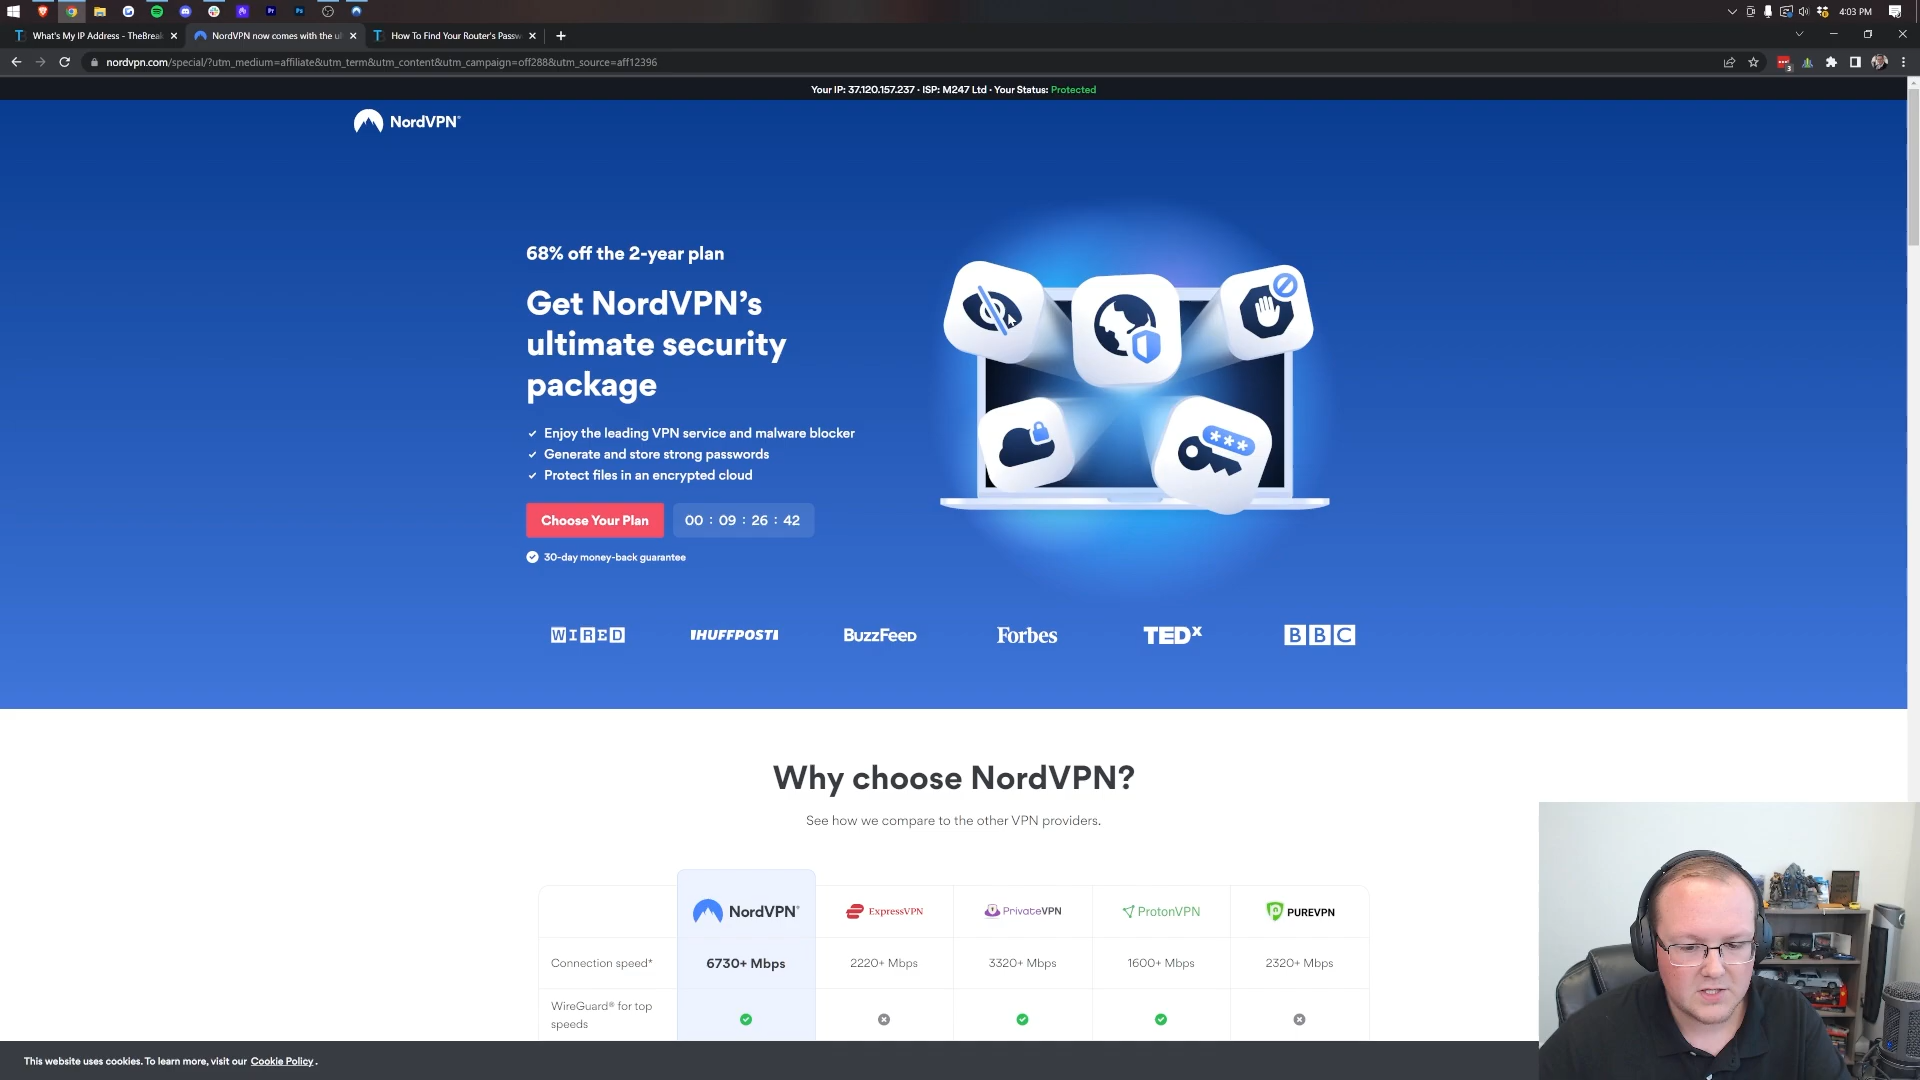 4:03 PM
What's My IP Address - TheBreak
NordVPN now comes with the ul
How To Find Your Router's Passw
nordvpn.com/special/?utm_medium=affiliate&utm_term&utm_content&utm_campaign=off288&utm_source=aff12396
Your IP: 37.120.157.237 · ISP: M247 Ltd · Your Status: Protected
NordVPN®
68% off the 2-year plan
Get NordVPN's
ultimate security
package
Enjoy the leading VPN service and malware blocker
Generate and store strong passwords
Protect files in an encrypted cloud
Choose Your Plan
00 : 09 : 26 : 42
30-day money-back guarantee
WIRED
HUFFPOST
BuzzFeed
Forbes
TEDx
BBC
Why choose NordVPN?
See how we compare to the other VPN providers.
NordVPN®
ExpressVPN
PrivateVPN
ProtonVPN
PUREVPN
Connection speed*
6730+ Mbps
2220+ Mbps
3320+ Mbps
1600+ Mbps
2320+ Mbps
WireGuard® for top
speeds
This website uses cookies. To learn more, visit our Cookie Policy.